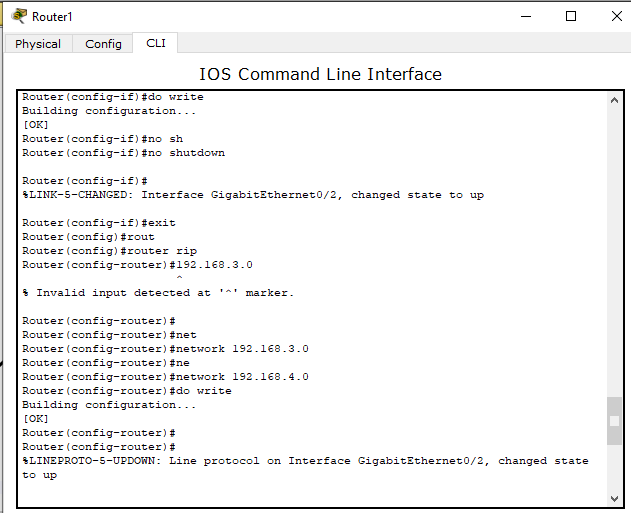 Router1
Physical Config CLI
IOS Command Line Interface
Router(config-if)#do write
Building configuration...
[OK]
Router(config-if)#no sh
Router(config-if)#no shutdown
Router(config-if)#
%LINK-5-CHANGED: Interface GigabitEthernet0/2, changed state to up
Router(config-if)#exit
Router(config)#rout
Router(config)#router rip
Router(config-router)#192.168.3.0
^
% Invalid input detected at '^' marker.
Router(config-router)#
Router(config-router)#net
Router(config-router)#network 192.168.3.0
Router(config-router)#ne
Router(config-router)#network 192.168.4.0
Router(config-router)#do write
Building configuration...
[OK]
Router(config-router)#
Router(config-router)#
%LINEPROTO-5-UPDOWN: Line protocol on Interface GigabitEthernet0/2, changed state
to up